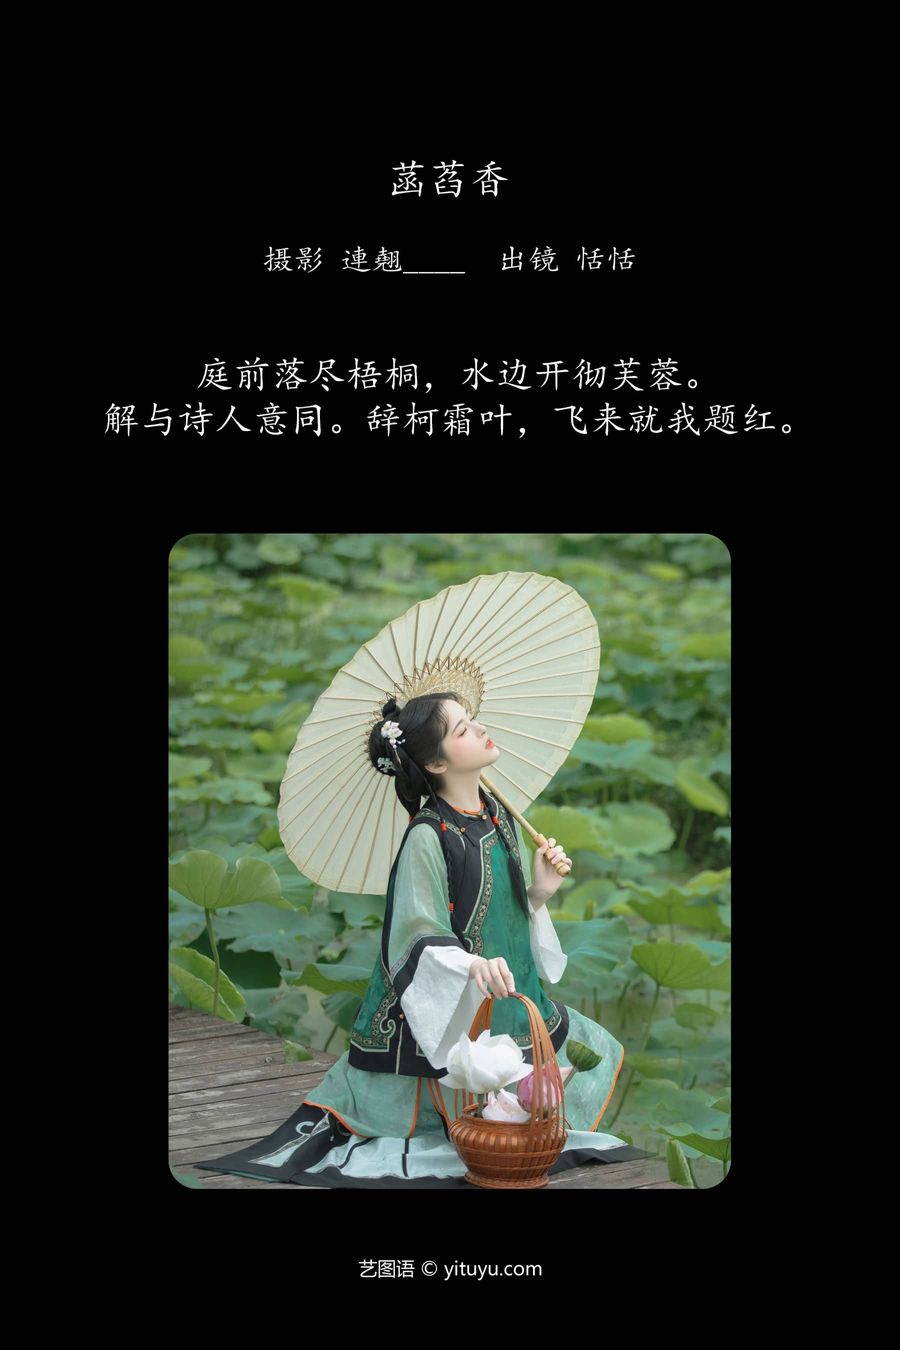 菡萏香
摄影 連翹____ 出镜 恬恬
庭前落尽梧桐，水边开彻芙蓉。
解与诗人意同。辞柯霜叶，飞来就我题红。
艺图语 © yituyu.com